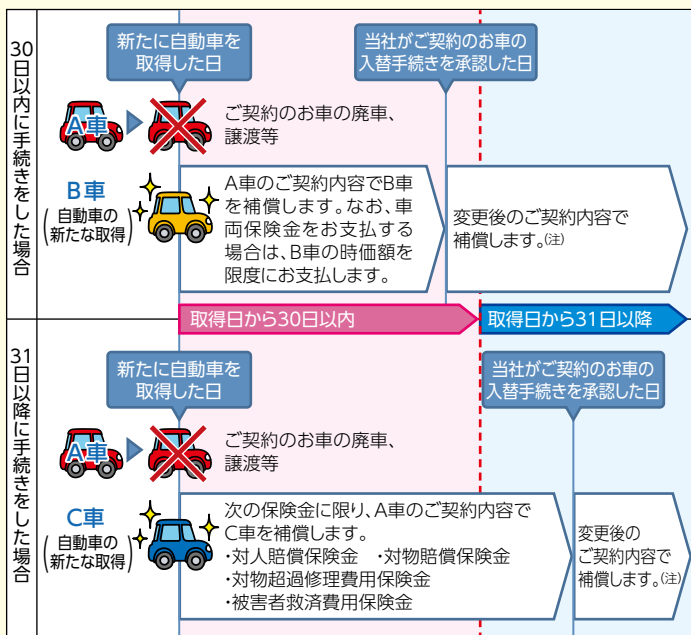 30日以内に手続きをした場合
新たに自動車を
取得した日
当社がご契約のお車の
入替手続きを承認した日
A車
ご契約のお車の廃車、
譲渡等
B車
(自動車の
新たな取得)
A車のご契約内容でB車
を補償します。なお、車
両保険金をお支払する
場合は、B車の時価額を
限度にお支払します。
変更後のご契約内容で
補償します。(注)
取得日から30日以内
取得日から31日以降
31日以降に手続きをした場合
新たに自動車を
取得した日
当社がご契約のお車の
入替手続きを承認した日
A車
ご契約のお車の廃車、
譲渡等
C車
(自動車の
新たな取得)
次の保険金に限り、A車のご契約内容で
C車を補償します。
・対人賠償保険金 ・対物賠償保険金
・対物超過修理費用保険金
・被害者救済費用保険金
変更後の
ご契約内容で
補償します。(注)